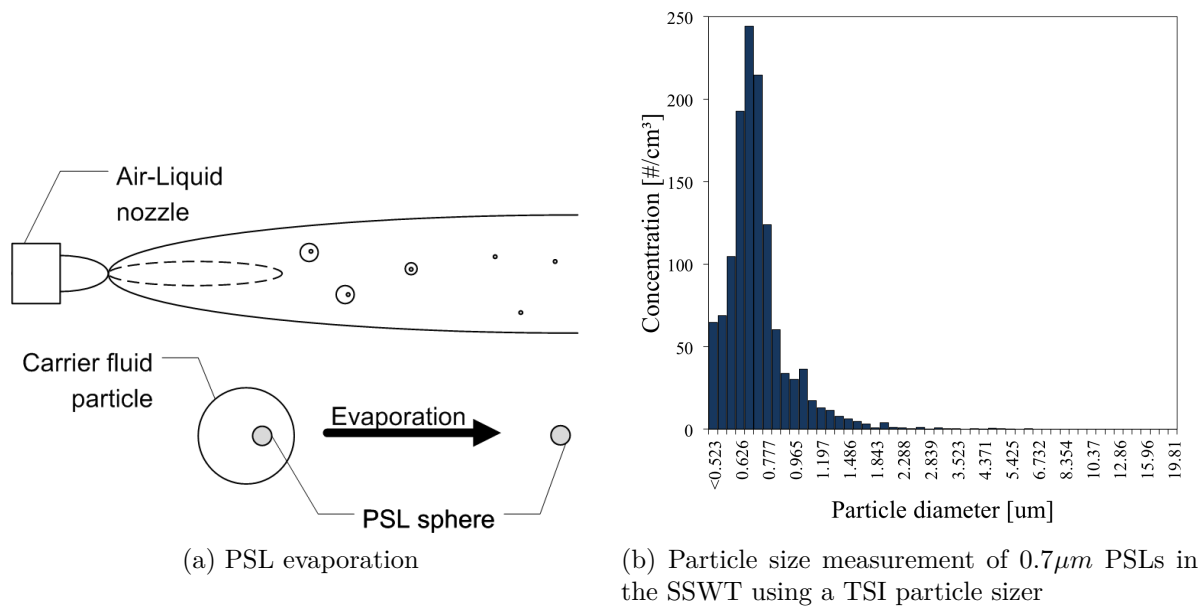 Air-Liquid
nozzle
Carrier fluid
particle
Evaporation
PSL sphere
(a) PSL evaporation
250
200
150
100
50
0
Concentration [#/cm³]
<0.523
0.626
0.777
0.965
1.197
1.486
1.843
2.288
2.839
3.523
4.371
5.425
6.732
8.354
10.37
12.86
15.96
19.81
Particle diameter [um]
(b) Particle size measurement of 0.7μm PSLs in
the SSWT using a TSI particle sizer